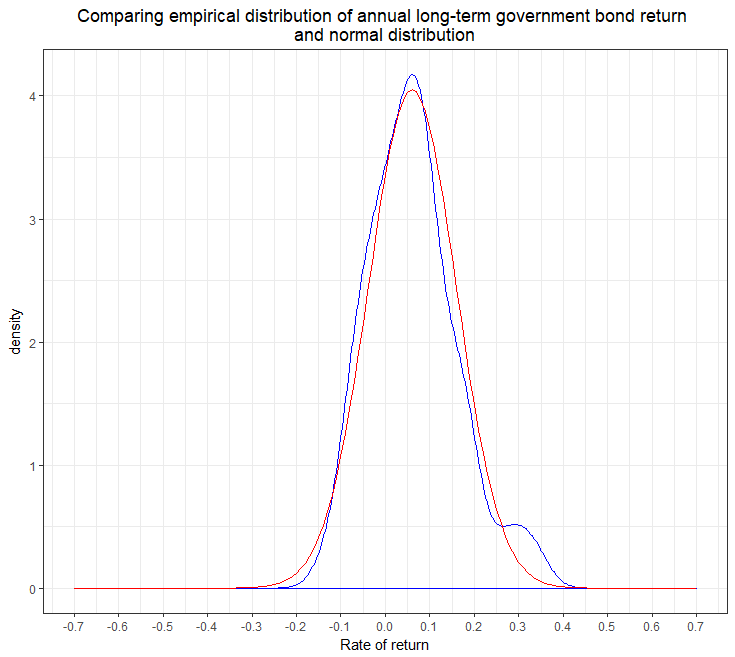 Comparing empirical distribution of annual long-term government bond return
and normal distribution
4
3
2
1
0
density
-0.7 -0.6 -0.5 -0.4 -0.3 -0.2 -0.1 0.0 0.1 0.2 0.3 0.4 0.5 0.6 0.7
Rate of return